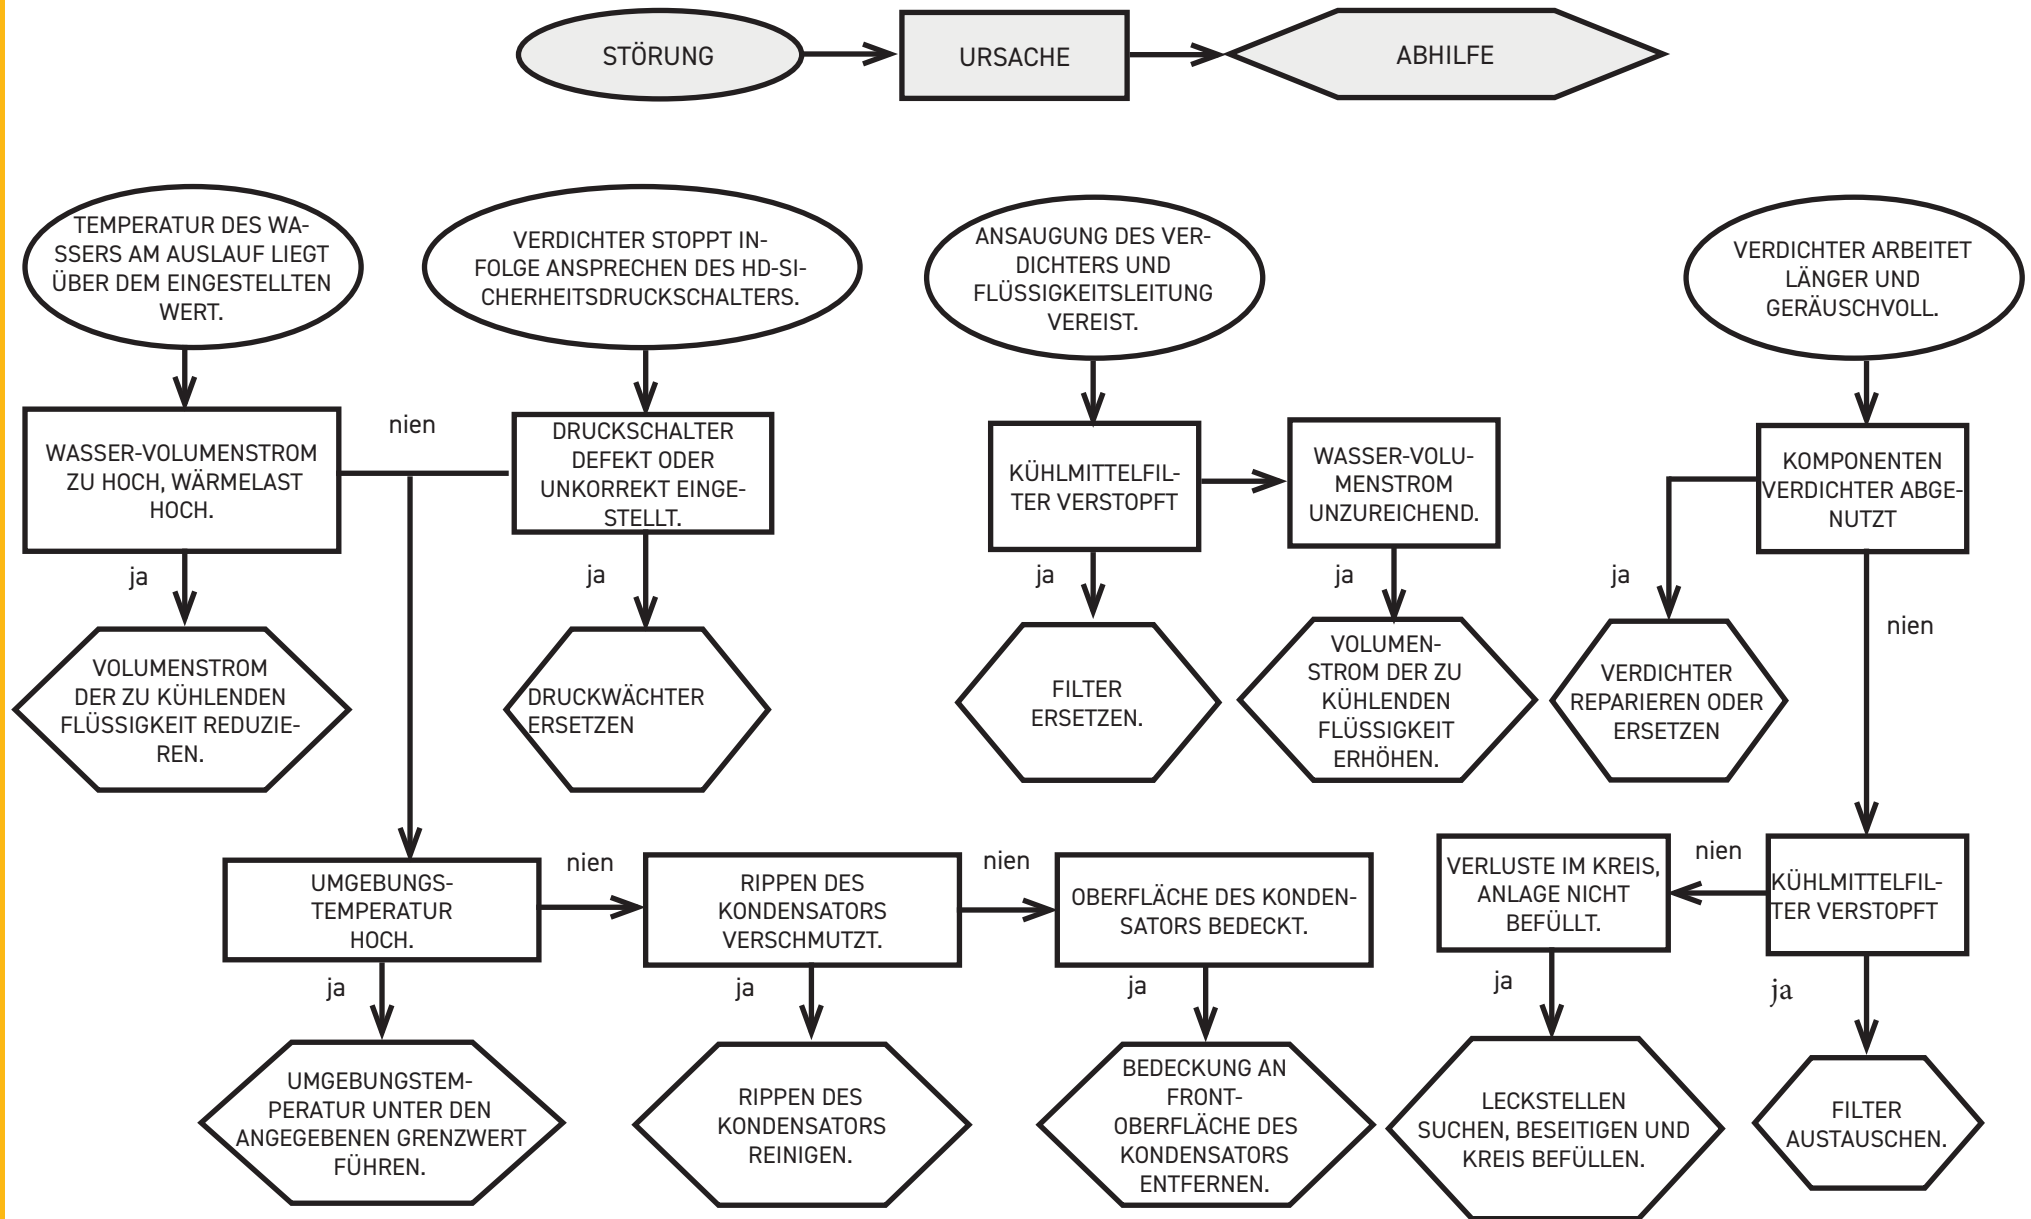 STÖRUNG
URSACHE
ABHILFE
TEMPERATUR DES WA-
SSERS AM AUSLAUF LIEGT
ÜBER DEM EINGESTELLTEN
WERT.
VERDICHTER STOPPT IN-
FOLGE ANSPRECHEN DES HD-SI-
CHERHEITSDRUCKSCHALTERS.
ANSAUGUNG DES VER-
DICHTERS UND
FLÜSSIGKEITSLEITUNG
VEREIST.
VERDICHTER ARBEITET
LÄNGER UND
GERÄUSCHVOLL.
WASSER-VOLUMENSTROM
ZU HOCH, WÄRMELAST
HOCH.
nien
DRUCKSCHALTER
DEFEKT ODER
UNKORREKT EINGE-
STELLT.
KÜHLMITTELFIL-
TER VERSTOPFT
WASSER-VOLU-
MENSTROM
UNZUREICHEND.
KOMPONENTEN
VERDICHTER ABGE-
NUTZT
ja
ja
ja
ja
ja
nien
VOLUMENSTROM
DER ZU KÜHLENDEN
FLÜSSIGKEIT REDUZIE-
REN.
DRUCKWÄCHTER
ERSETZEN
FILTER
ERSETZEN.
VOLUMEN-
STROM DER ZU
KÜHLENDEN
FLÜSSIGKEIT
ERHÖHEN.
VERDICHTER
REPARIEREN ODER
ERSETZEN
UMGEBUNGS-
TEMPERATUR
HOCH.
nien
RIPPEN DES
KONDENSATORS
VERSCHMUTZT.
nien
OBERFLÄCHE DES KONDEN-
SATORS BEDECKT.
VERLUSTE IM KREIS,
ANLAGE NICHT
BEFÜLLT.
nien
KÜHLMITTELFIL-
TER VERSTOPFT
ja
ja
ja
ja
ja
UMGEBUNGSTEM-
PERATUR UNTER DEN
ANGEGEBENEN GRENZWERT
FÜHREN.
RIPPEN DES
KONDENSATORS
REINIGEN.
BEDECKUNG AN
FRONT-
OBERFLÄCHE DES
KONDENSATORS
ENTFERNEN.
LECKSTELLEN
SUCHEN, BESEITIGEN UND
KREIS BEFÜLLEN.
FILTER
AUSTAUSCHEN.